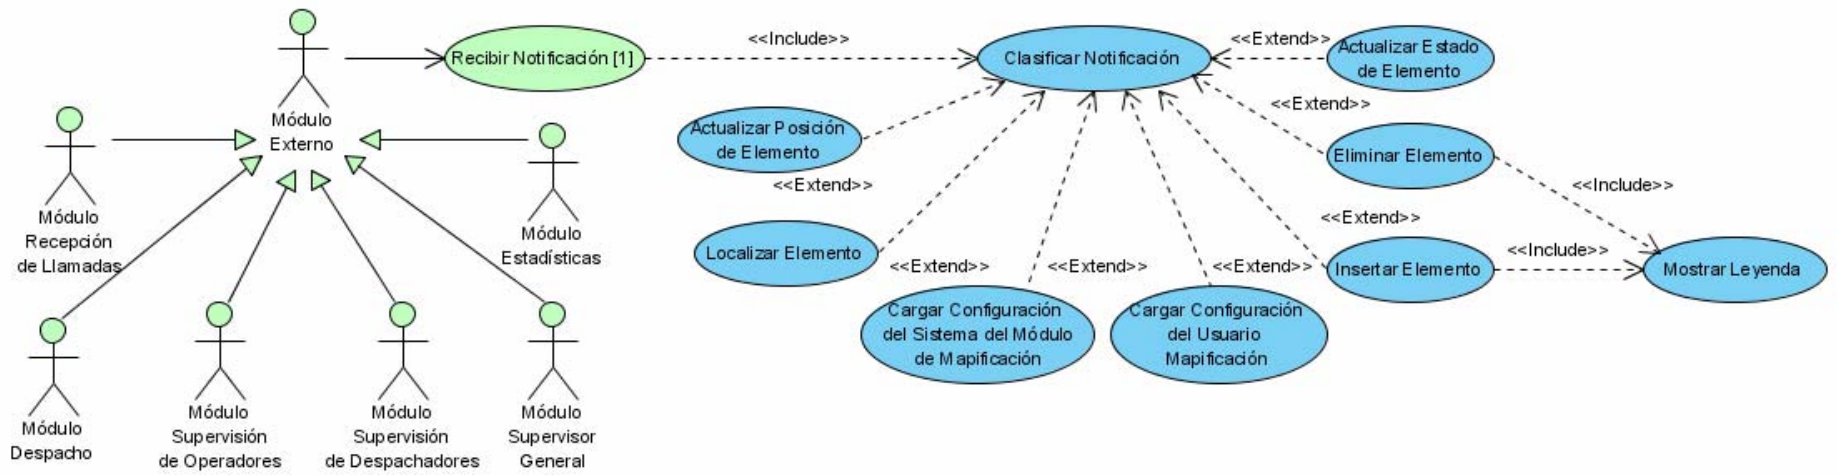 Recibir Notificación [1]
<<Include>>
Clasificar Notificación
<<Extend>>
Actualizar Estado
de Elemento
Módulo
Externo
<<Extend>>
Actualizar Posición
de Elemento
Eliminar Elemento
<<Extend>>
<<Include>>
Módulo
Recepción
de Llamadas
Módulo
Estadísticas
<<Extend>>
Localizar Elemento
<<Extend>>
<<Extend>>
<<Extend>>
Insertar Elemento
<<Include>>
Mostrar Leyenda
Cargar Configuración
del Sistema del Módulo
de Mapificación
Cargar Configuración
del Usuario
Mapificación
Módulo
Despacho
Módulo
Supervisión
de Operadores
Módulo
Supervisión
de Despachadores
Módulo
Supervisor
General